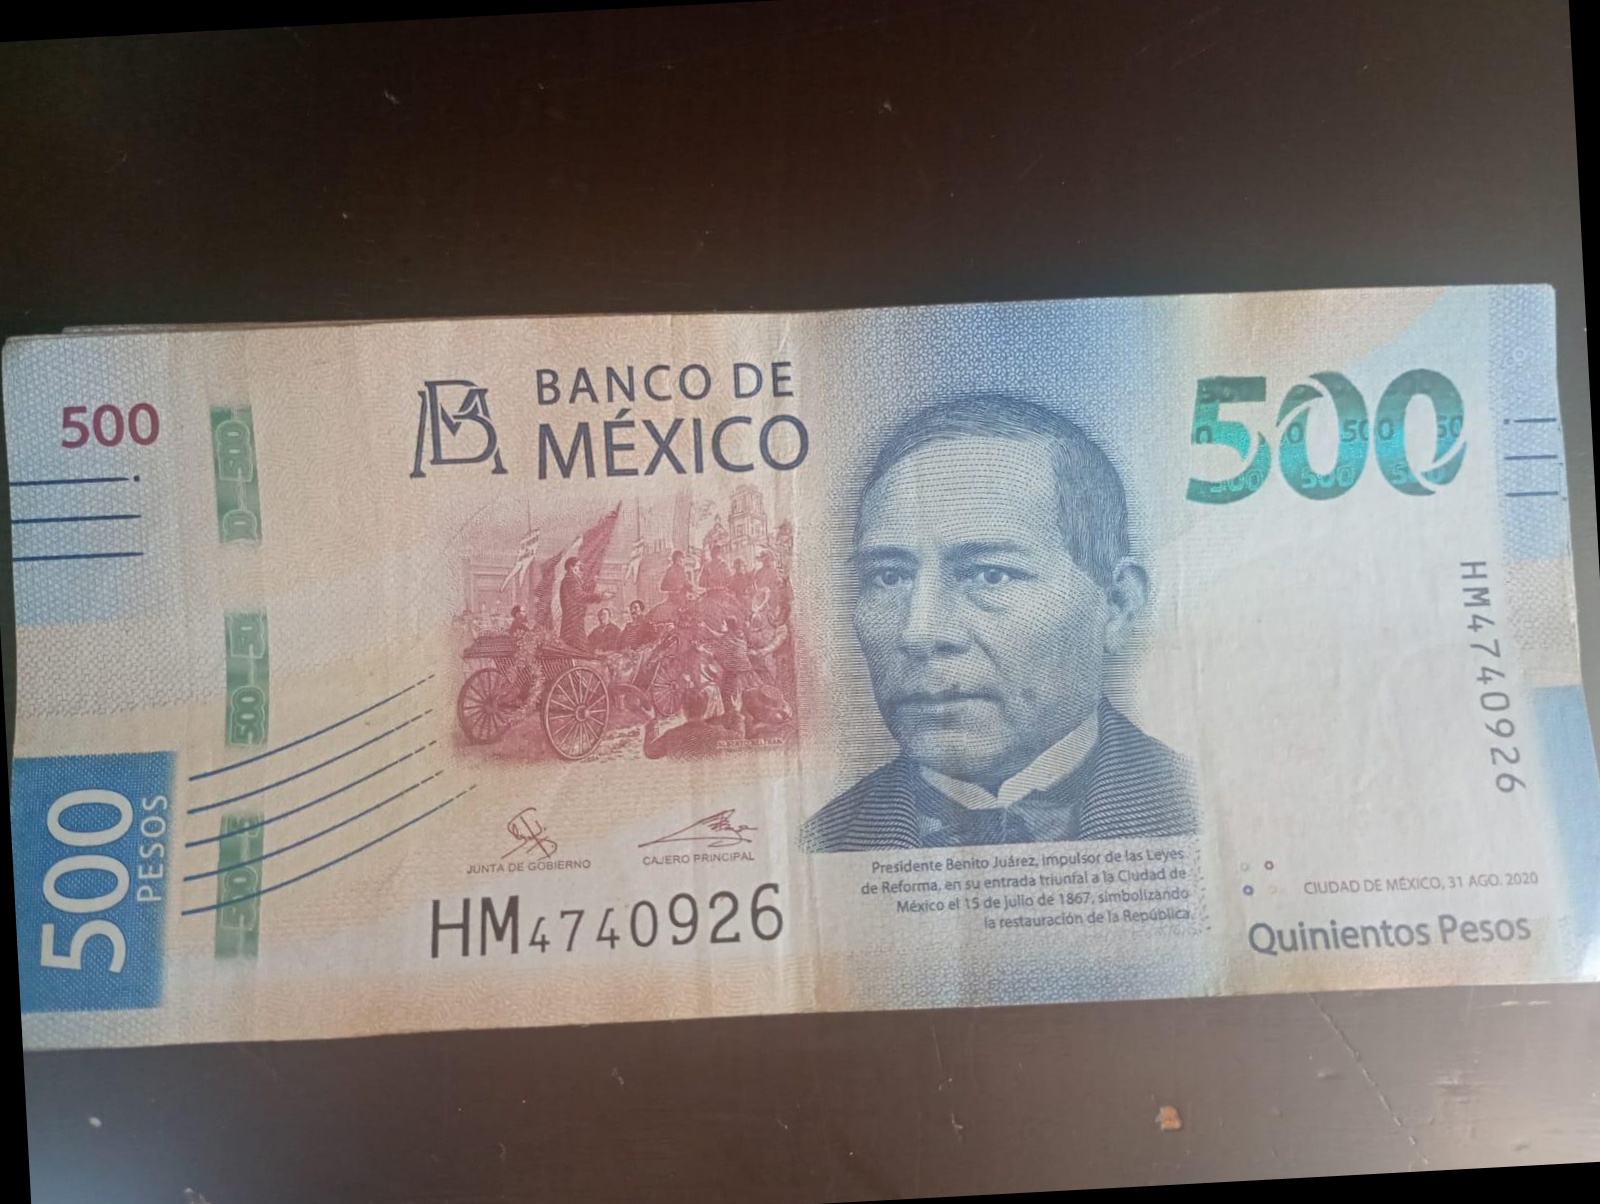 500
BANCO DE
MÉXICO
500
HM4740926
500
PESOS
JUNTA DE GOBIERNO
CAJERO PRINCIPAL
HM4740926
Presidente Benito Juárez, impulsor de las Leyes
de Reforma, en su entrada triunfal a la Ciudad de
México el 15 de julio de 1867, simbolizando
la restauración de la República.
CIUDAD DE MÉXICO, 31 AGO. 2020
Quinientos Pesos